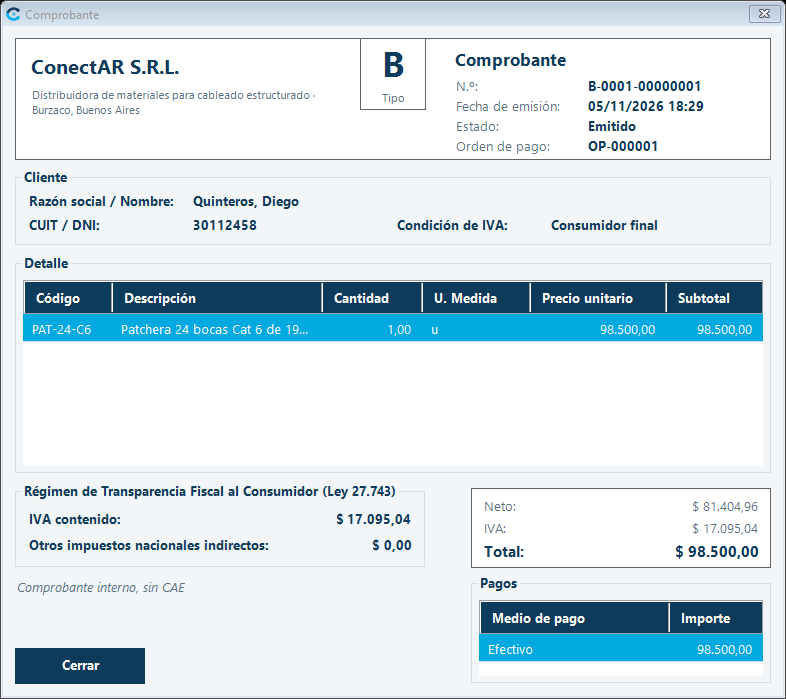 Comprobante
ConectAR S.R.L.
Distribuidora de materiales para cableado estructurado ·
Burzaco, Buenos Aires
B
Tipo
Comprobante
N.º: B-0001-00000001
Fecha de emisión: 05/11/2026 18:29
Estado: Emitido
Orden de pago: OP-000001
Cliente
Razón social / Nombre: Quinteros, Diego
CUIT / DNI: 30112458 Condición de IVA: Consumidor final
Detalle
Código Descripción Cantidad U. Medida Precio unitario Subtotal
PAT-24-C6 Patchera 24 bocas Cat 6 de 19... 1,00 u 98.500,00 98.500,00
Régimen de Transparencia Fiscal al Consumidor (Ley 27.743)
IVA contenido: $ 17.095,04
Otros impuestos nacionales indirectos: $ 0,00
Comprobante interno, sin CAE
Neto: $ 81.404,96
IVA: $ 17.095,04
Total: $ 98.500,00
Pagos
Medio de pago Importe
Efectivo 98.500,00
Cerrar